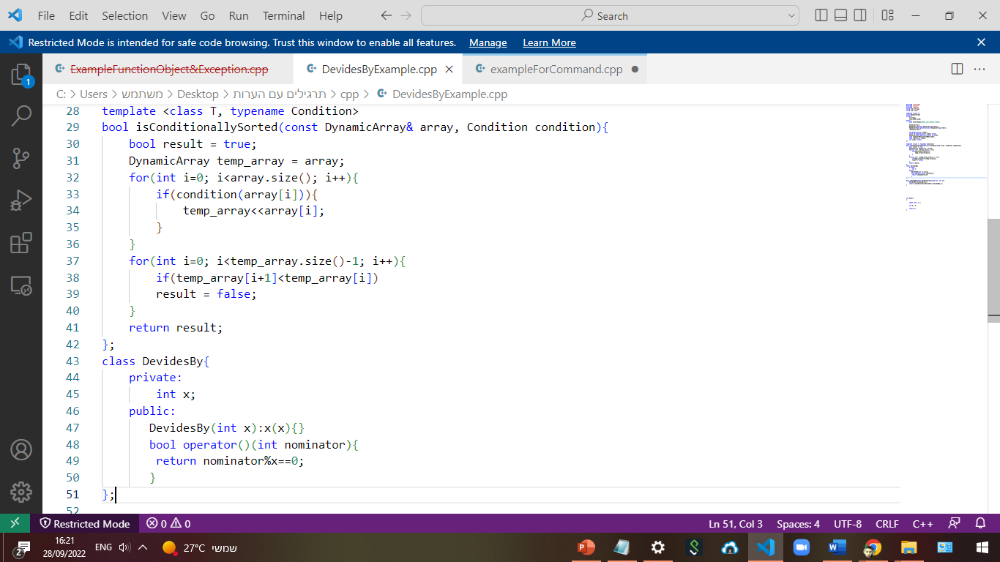 File Edit Selection View Go Run Terminal Help Search
Restricted Mode is intended for safe code browsing. Trust this window to enable all features. Manage Learn More
ExampleFunctionObject&Exception.cpp DevidesByExample.cpp exampleForCommand.cpp
C: > Users > משתמש > Desktop > תרגילים עם הערות > cpp > DevidesByExample.cpp
28 template <class T, typename Condition>
29 bool isConditionallySorted(const DynamicArray& array, Condition condition){
30 bool result = true;
31 DynamicArray temp_array = array;
32 for(int i=0; i<array.size(); i++){
33 if(condition(array[i])){
34 temp_array<<array[i];
35 }
36 }
37 for(int i=0; i<temp_array.size()-1; i++){
38 if(temp_array[i+1]<temp_array[i])
39 result = false;
40 }
41 return result;
42 };
43 class DevidesBy{
44 private:
45 int x;
46 public:
47 DevidesBy(int x):x(x){}
48 bool operator()(int nominator){
49 return nominator%x==0;
50 }
51 };
52
Restricted Mode 0 0 Ln 51, Col 3 Spaces: 4 UTF-8 CRLF C++
2 16:21 ENG 27°C שמשי
28/09/2022